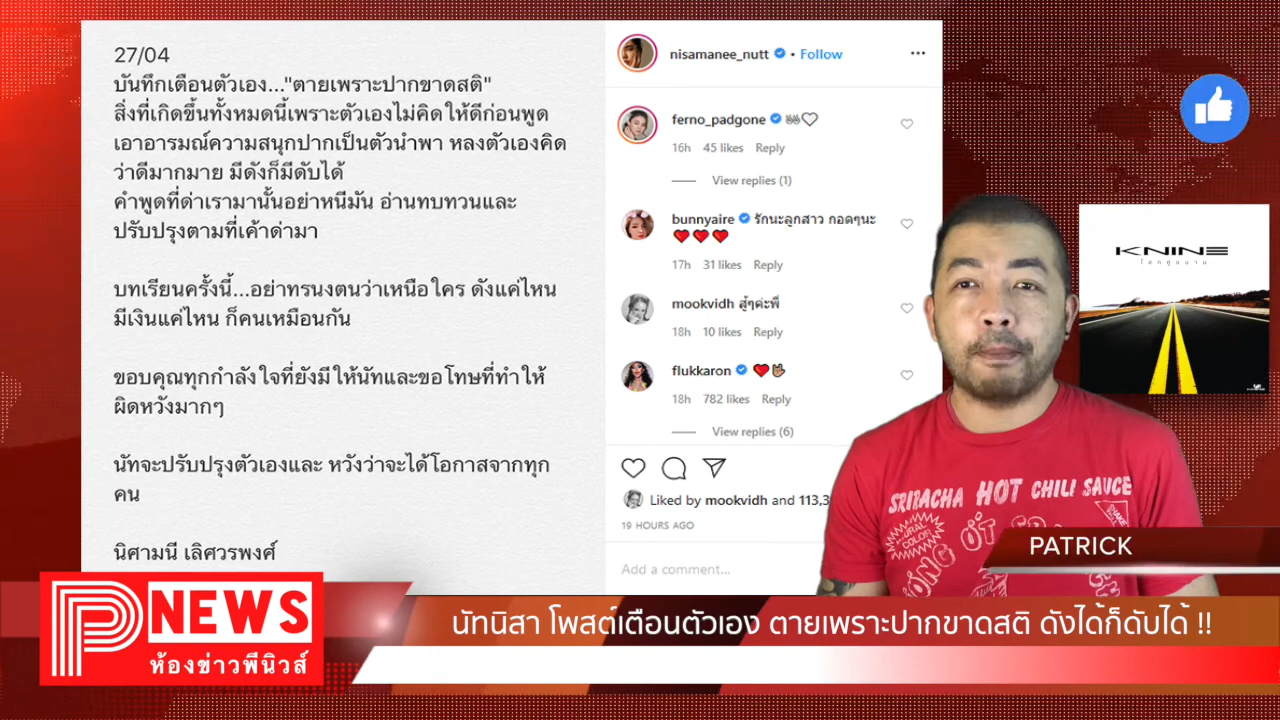 27/04
บันทึกเตือนตัวเอง..."ตายเพราะปากขาดสติ"
สิ่งที่เกิดขึ้นทั้งหมดนี้เพราะตัวเองไม่คิดให้ดีก่อนพูด
เอาอารมณ์ความสนุกปากเป็นตัวนำพา หลงตัวเองคิด
ว่าดีมากมาย มีดังก็มีดับได้
คำพูดที่ด่าเรามานั้นอย่าหนีมัน อ่านทบทวนและ
ปรับปรุงตามที่เค้าด่ามา
บทเรียนครั้งนี้...อย่าทรนงตนว่าเหนือใคร ดังแค่ไหน
มีเงินแค่ไหน ก็คนเหมือนกัน
ขอบคุณทุกกำลังใจที่ยังมีให้นัทและขอโทษที่ทำให้
ผิดหวังมากๆ
นัทจะปรับปรุงตัวเองและ หวังว่าจะได้โอกาสจากทุก
คน
นิศามนี เลิศวรพงศ์
nisamanee_nutt • Follow
ferno_padgone
16h 45 likes Reply
View replies (1)
bunnyaire รักนะลูกสาว กอดๆนะ
17h 31 likes Reply
mookvidh สู้ๆค่ะพี่
18h 10 likes Reply
flukkaron
18h 782 likes Reply
View replies (6)
Liked by mookvidh and 113,3
19 HOURS AGO
Add a comment...
KNINE
โลกคู่ขนาน
SRIRACHA HOT CHILI SAUCE
PATRICK
P NEWS
ห้องข่าวพีนิวส์
นัทนิสา โพสต์เตือนตัวเอง ตายเพราะปากขาดสติ ดังได้ก็ดับได้ !!